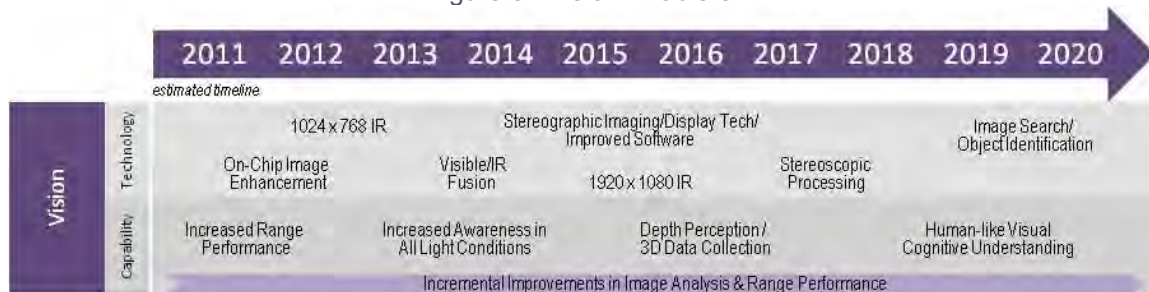 2011 2012 2013 2014 2015 2016 2017 2018 2019 2020
estimated timeline
Vision
Technology
1024 x 768 IR
Stereographic Imaging/Display Tech/
Improved Software
Image Search/
Object Identification
On-Chip Image
Enhancement
Visible/IR
Fusion
1920 x 1080 IR
Stereoscopic
Processing
Capability
Increased Range
Performance
Increased Awareness in
All Light Conditions
Depth Perception /
3D Data Collection
Human-like Visual
Cognitive Understanding
Incremental Improvements in Image Analysis & Range Performance